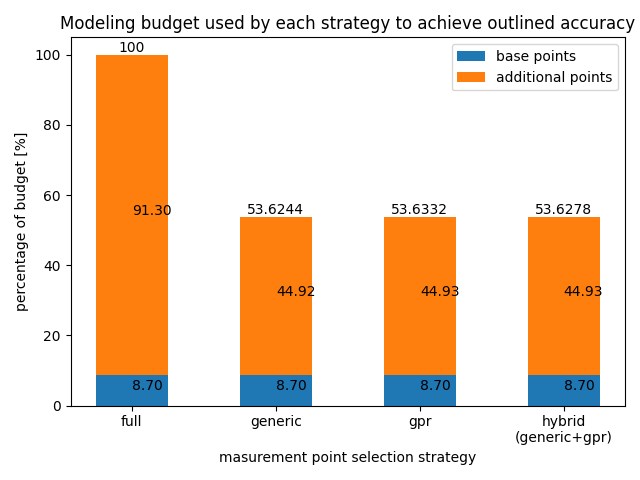 Modeling budget used by each strategy to achieve outlined accuracy
base points
additional points
percentage of budget [%]
100
80
60
40
20
0
100
91.30
8.70
53.6244
44.92
8.70
53.6332
44.93
8.70
53.6278
44.93
8.70
full
generic
gpr
hybrid
(generic+gpr)
masurement point selection strategy